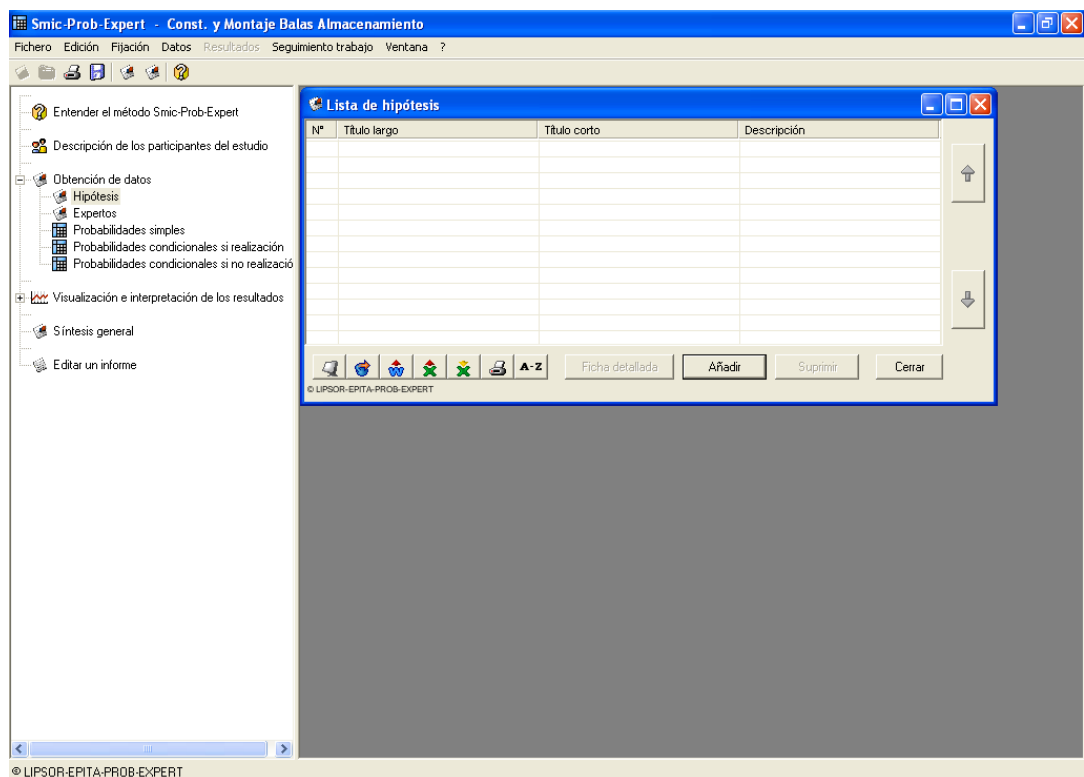 Smic-Prob-Expert - Const. y Montaje Balas Almacenamiento
Fichero Edición Fijación Datos Resultados Seguimiento trabajo Ventana ?
Entender el método Smic-Prob-Expert
Descripción de los participantes del estudio
Obtención de datos
Hipótesis
Expertos
Probabilidades simples
Probabilidades condicionales si realización
Probabilidades condicionales si no realizació
Visualización e interpretación de los resultados
Síntesis general
Editar un informe
Lista de hipótesis
N° Título largo Título corto Descripción
A-Z Ficha detallada Añadir Suprimir Cerrar
© LIPSOR-EPITA-PROB-EXPERT
© LIPSOR-EPITA-PROB-EXPERT